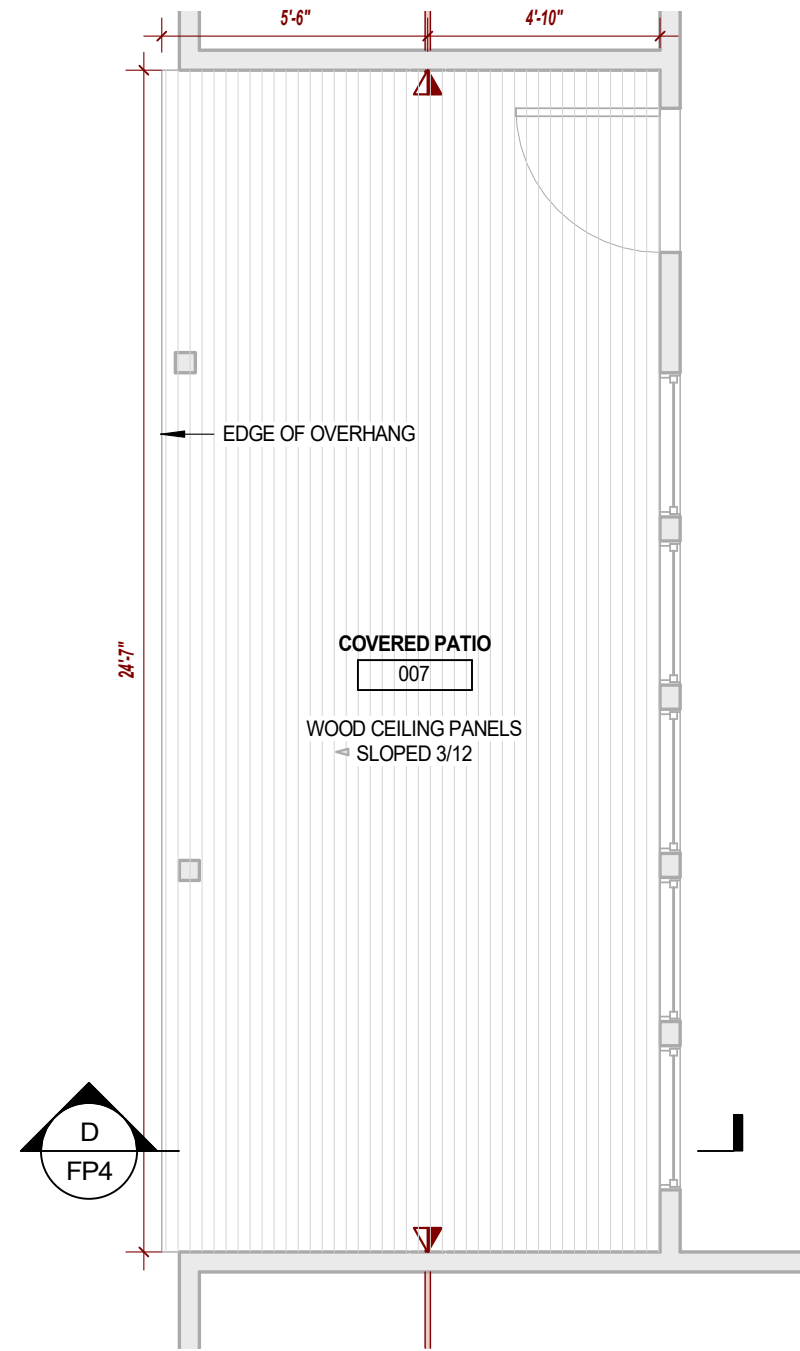 5'-6"
4'-10"
EDGE OF OVERHANG
24'-7"
COVERED PATIO
007
WOOD CEILING PANELS
SLOPED 3/12
D
FP4